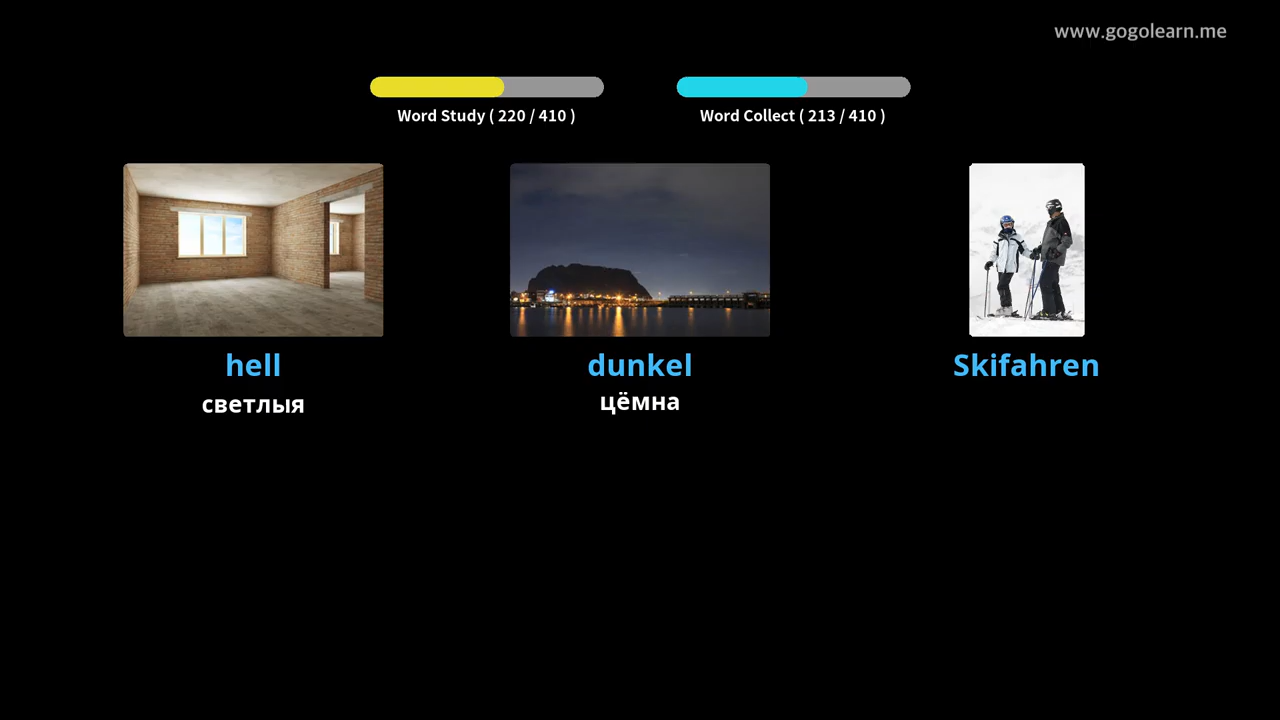 www.gogolearn.me
Word Study ( 220 / 410 )
Word Collect ( 213 / 410 )
hell
dunkel
Skifahren
светлыя
цёмна